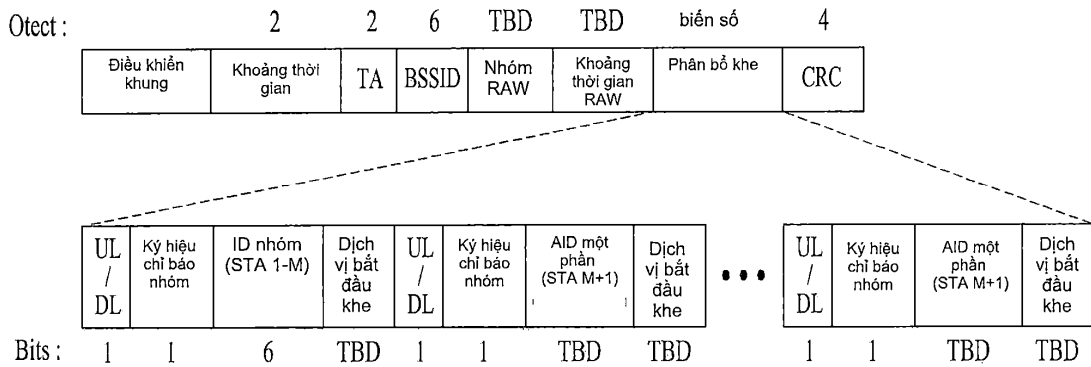 Otect : 2 2 6 TBD TBD biến số 4
Điều khiển khung
Khoảng thời gian
TA
BSSID
Nhóm RAW
Khoảng thời gian RAW
Phân bổ khe
CRC
UL / DL
Ký hiệu chỉ báo nhóm
ID nhóm (STA 1-M)
Dịch vị bắt đầu khe
UL / DL
Ký hiệu chỉ báo nhóm
AID một phần (STA M+1)
Dịch vị bắt đầu khe
•••
UL / DL
Ký hiệu chỉ báo nhóm
AID một phần (STA M+1)
Dịch vị bắt đầu khe
Bits : 1 1 6 TBD 1 1 TBD TBD 1 1 TBD TBD